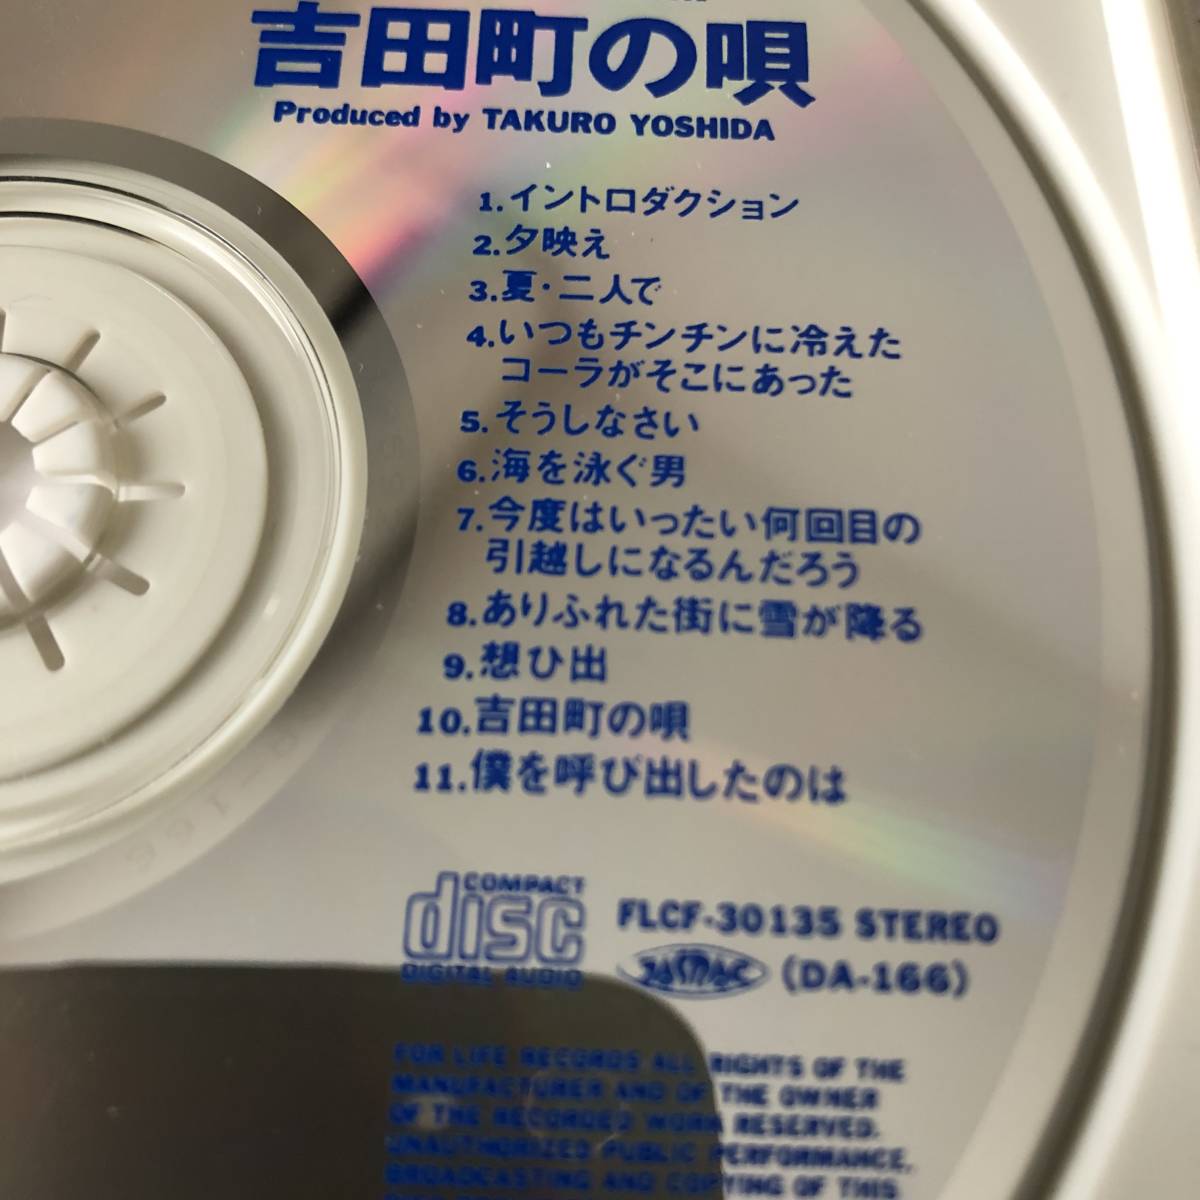 吉田町の唄
Produced by TAKURO YOSHIDA
1.イントロダクション
2.夕映え
3.夏・二人で
4.いつもチンチンに冷えた
コーラがそこにあった
5.そうしなさい
6.海を泳ぐ男
7.今度はいったい何回目の
引越しになるんだろう
8.ありふれた街に雪が降る
9.想ひ出
10.吉田町の唄
11.僕を呼び出したのは
COMPACT
disc
DIGITAL AUDIO
FLCF-30135 STEREO
JASRAC (DA-166)
FOR LIFE RECORDS ALL RIGHTS OF THE
MANUFACTURER AND OF THE OWNER
OF THE RECORDED WORK RESERVED.
UNAUTHORIZED PUBLIC PERFORMANCE,
BROADCASTING AND COPYING OF THIS